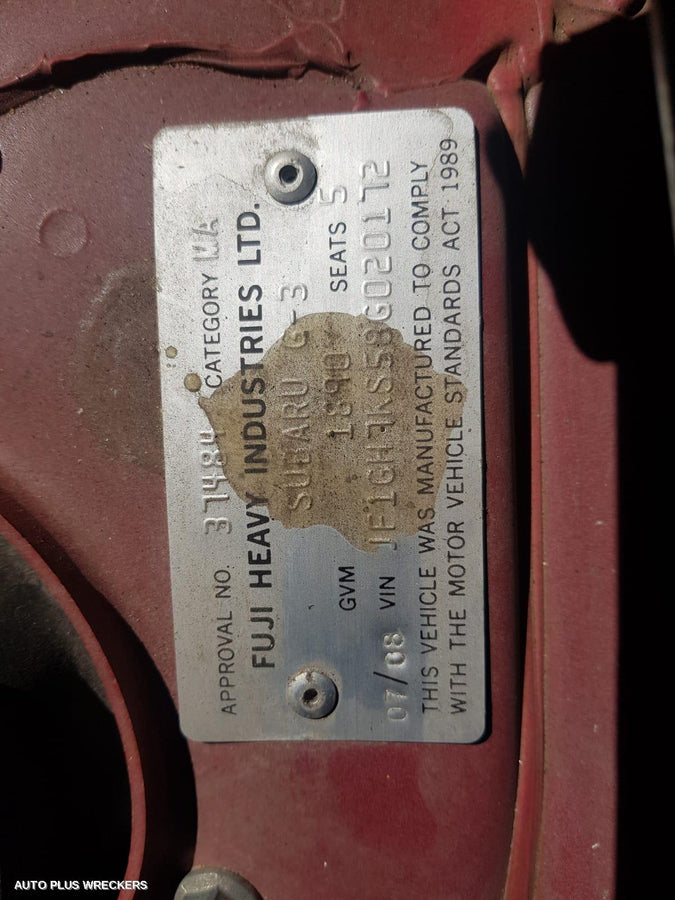 APPROVAL NO. 37484 CATEGORY MA
FUJI HEAVY INDUSTRIES LTD.
SUBARU G-3
GVM 1890 SEATS 5
07/08 VIN JF1GH7KS58G020172
THIS VEHICLE WAS MANUFACTURED TO COMPLY
WITH THE MOTOR VEHICLE STANDARDS ACT 1989
AUTO PLUS WRECKERS